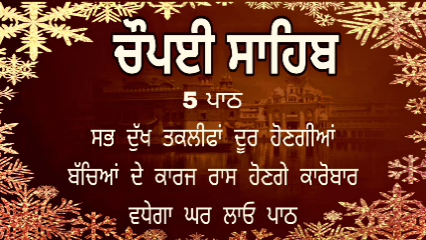 ਚੌਪਈ ਸਾਹਿਬ
5 ਪਾਠ
ਸਭ ਦੁੱਖ ਤਕਲੀਫਾਂ ਦੂਰ ਹੋਣਗੀਆਂ
ਬੱਚਿਆਂ ਦੇ ਕਾਰਜ ਰਾਸ ਹੋਣਗੇ ਕਾਰੋਬਾਰ
ਵਧੇਗਾ ਘਰ ਲਾਓ ਪਾਠ